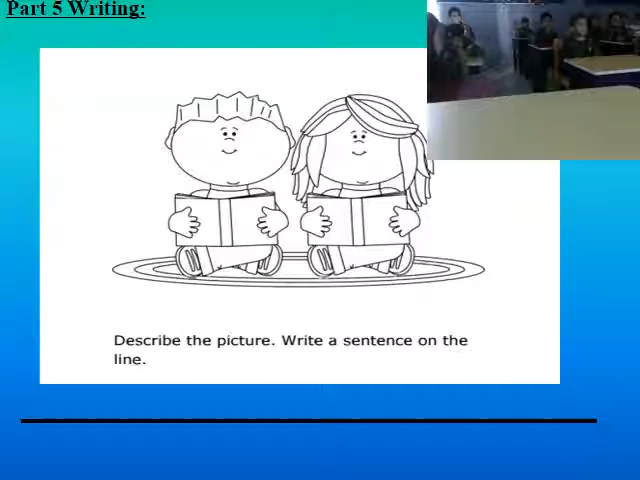 Part 5 Writing:
Describe the picture. Write a sentence on the
line.